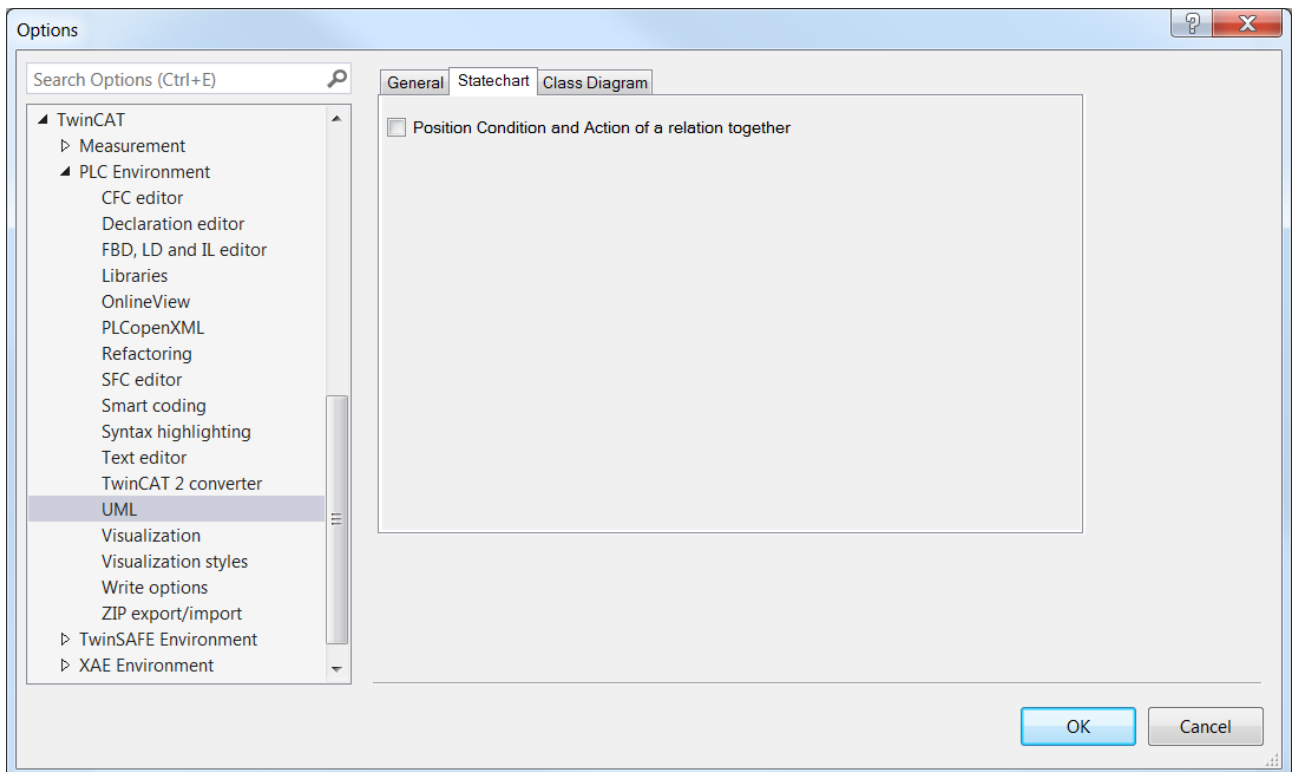 Options
Search Options (Ctrl+E)
TwinCAT
Measurement
PLC Environment
CFC editor
Declaration editor
FBD, LD and IL editor
Libraries
OnlineView
PLCopenXML
Refactoring
SFC editor
Smart coding
Syntax highlighting
Text editor
TwinCAT 2 converter
UML
Visualization
Visualization styles
Write options
ZIP export/import
TwinSAFE Environment
XAE Environment
General Statechart Class Diagram
Position Condition and Action of a relation together
OK Cancel